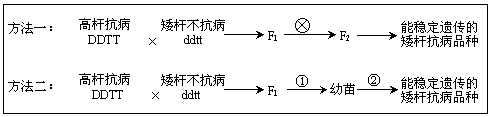 方法一： 高杆抗病 DDTT × 矮杆不抗病 ddtt → F₁ ⊗→ F₂ → 能稳定遗传的矮杆抗病品种
方法二： 高杆抗病 DDTT × 矮杆不抗病 ddtt → F₁ ①→ 幼苗 ②→ 能稳定遗传的矮杆抗病品种